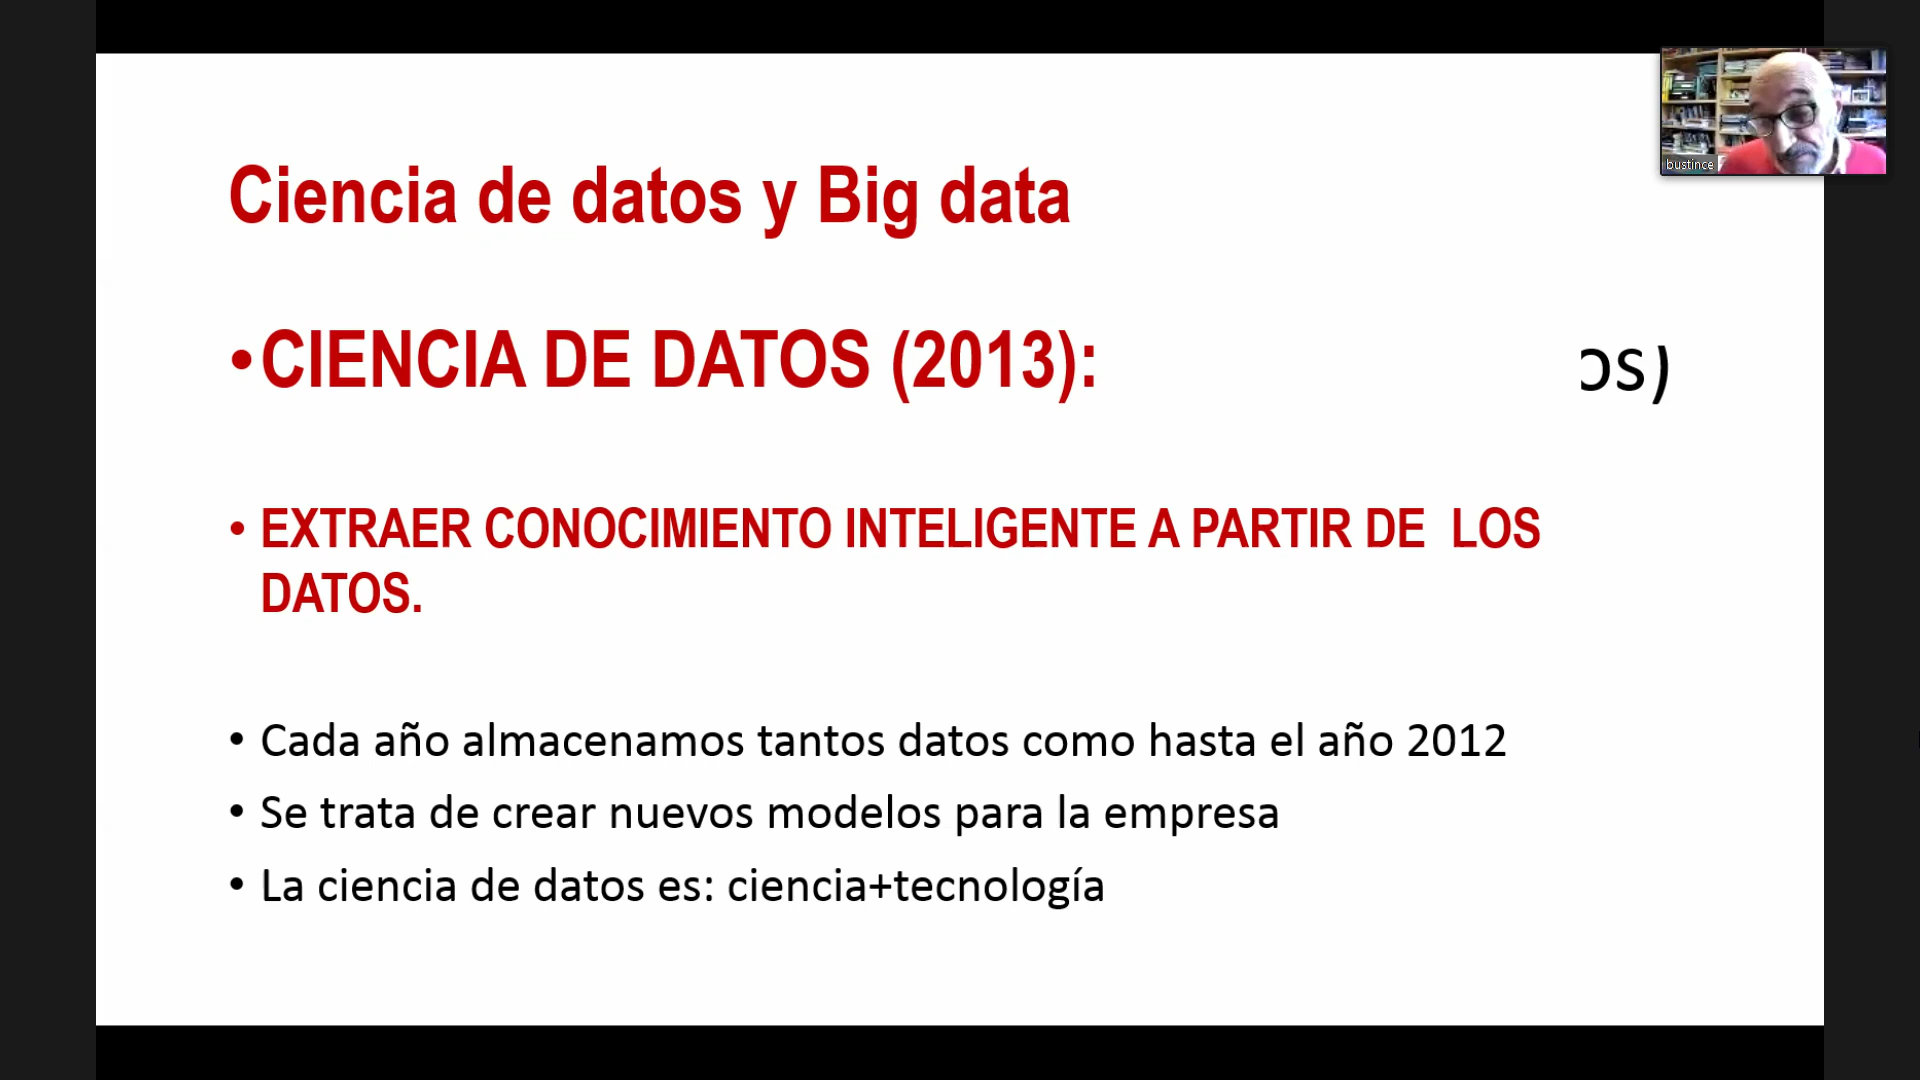 bustince
Ciencia de datos y Big data
•CIENCIA DE DATOS (2013):
os)
• EXTRAER CONOCIMIENTO INTELIGENTE A PARTIR DE LOS
DATOS.
• Cada año almacenamos tantos datos como hasta el año 2012
• Se trata de crear nuevos modelos para la empresa
• La ciencia de datos es: ciencia+tecnología